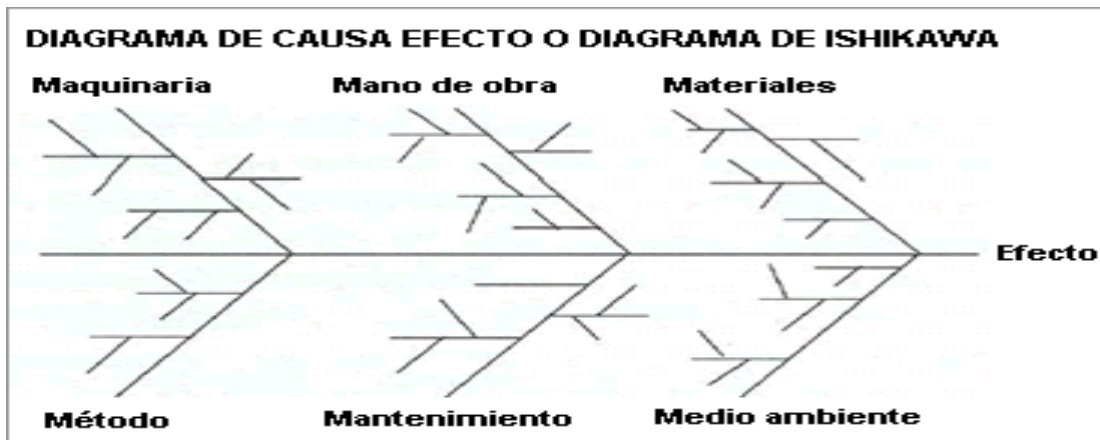 DIAGRAMA DE CAUSA EFECTO O DIAGRAMA DE ISHIKAWA
Maquinaria Mano de obra Materiales
Efecto
Método Mantenimiento Medio ambiente